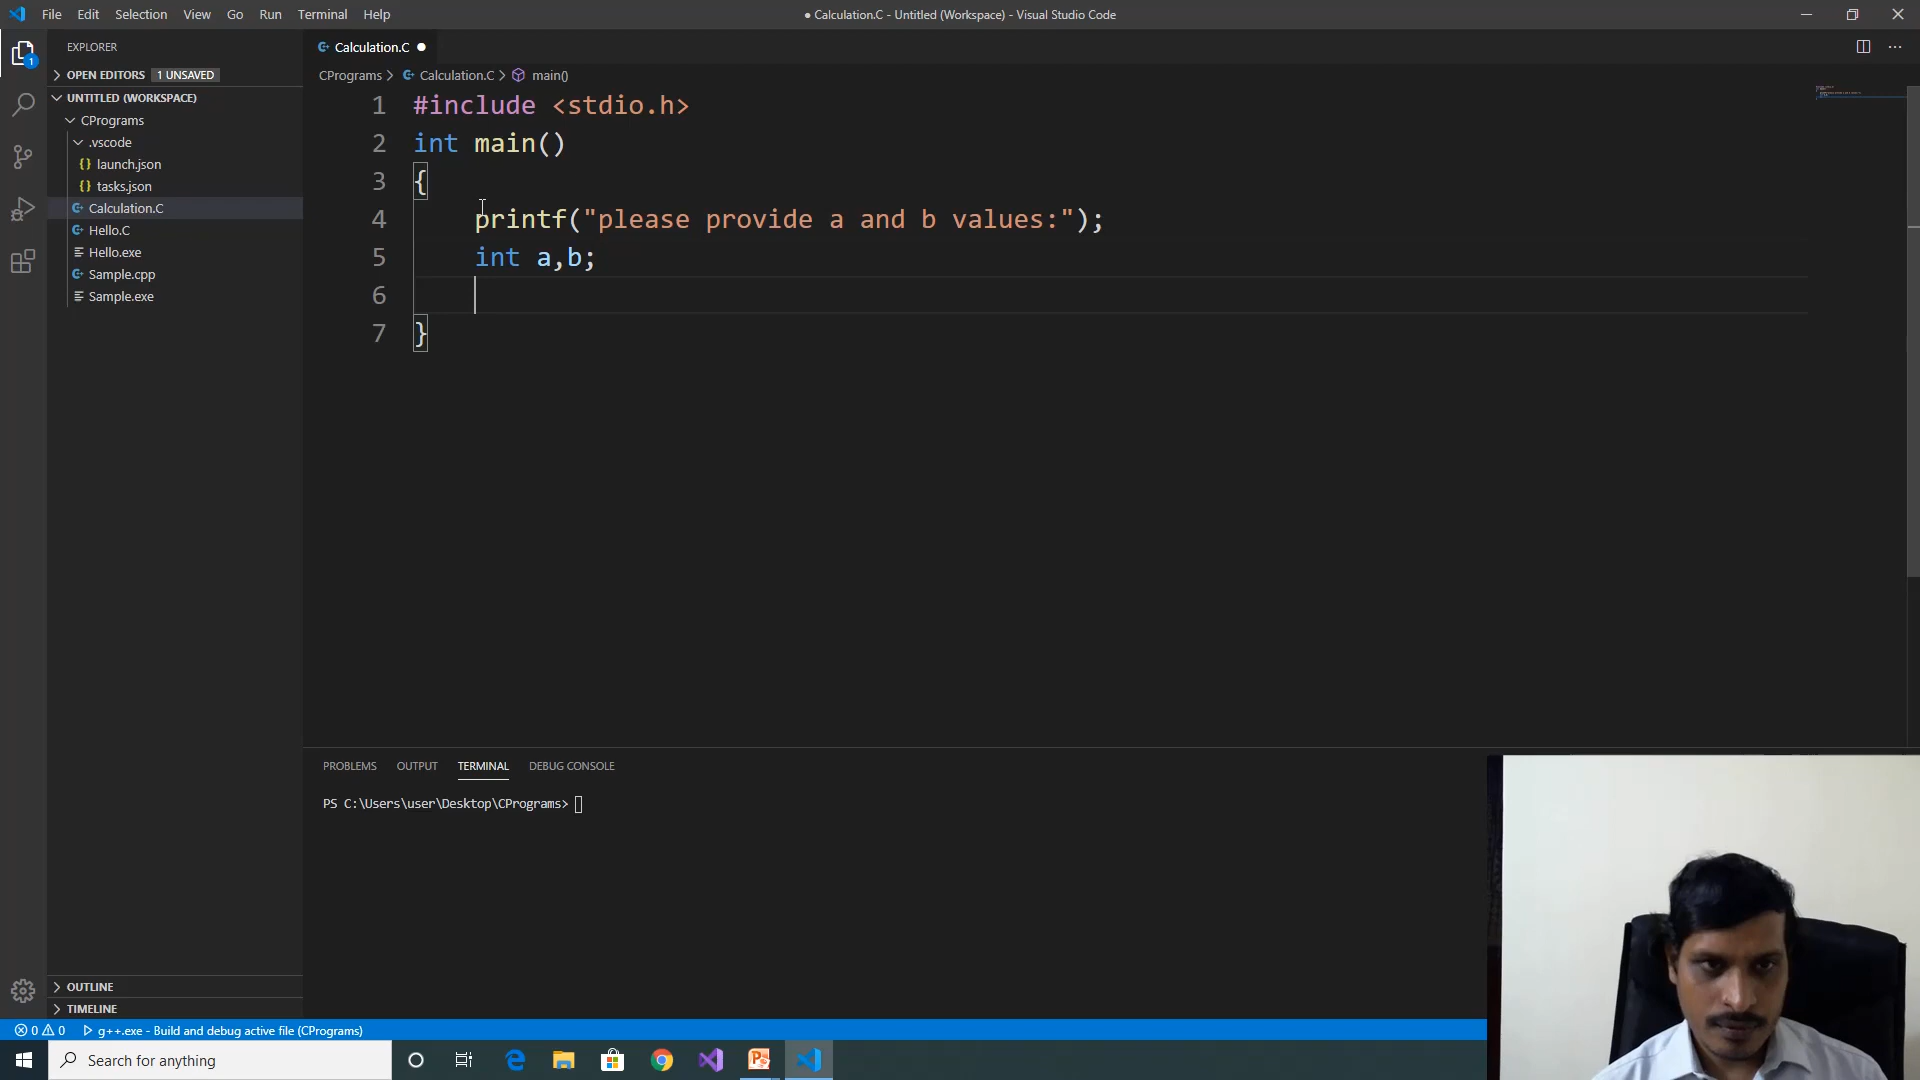 File Edit Selection View Go Run Terminal Help
● Calculation.C - Untitled (Workspace) - Visual Studio Code
EXPLORER
OPEN EDITORS 1 UNSAVED
UNTITLED (WORKSPACE)
CPrograms
.vscode
{} launch.json
{} tasks.json
Calculation.C
Hello.C
Hello.exe
Sample.cpp
Sample.exe
OUTLINE
TIMELINE
1
Calculation.C ●
CPrograms > Calculation.C > main()
1 #include <stdio.h>
2 int main()
3 {
4 printf("please provide a and b values:");
5 int a,b;
6
7 }
PROBLEMS OUTPUT TERMINAL DEBUG CONSOLE
PS C:\Users\user\Desktop\CPrograms>
0 0 g++.exe - Build and debug active file (CPrograms)
Search for anything